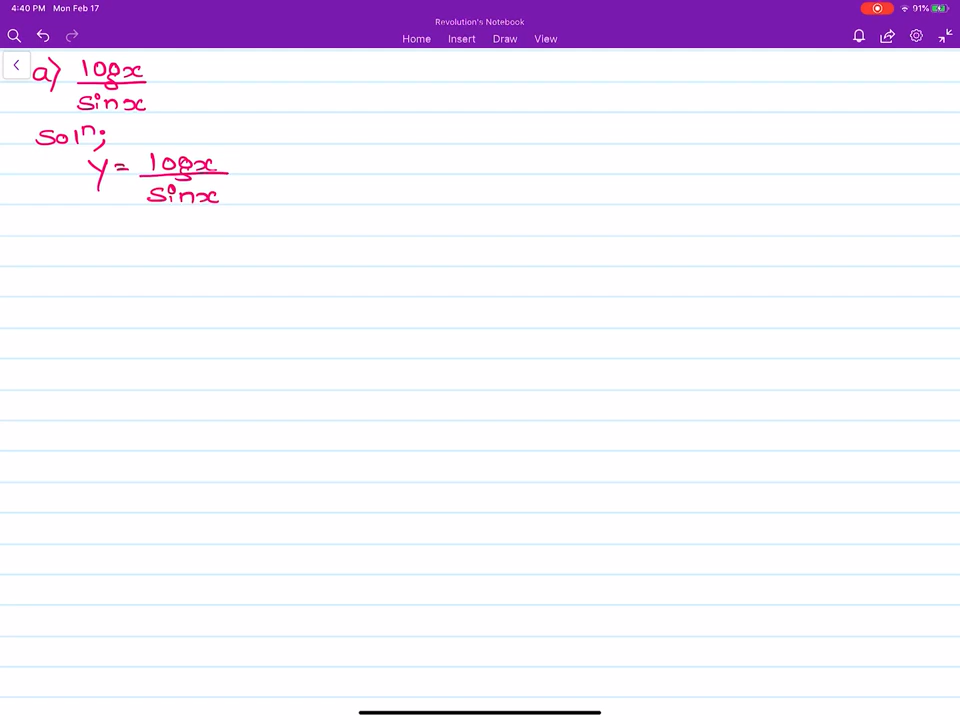 4:40 PM Mon Feb 17 91%
Revolution's Notebook
Home Insert Draw View
a) logx
sinx
Solⁿ;
y = logx
sinx